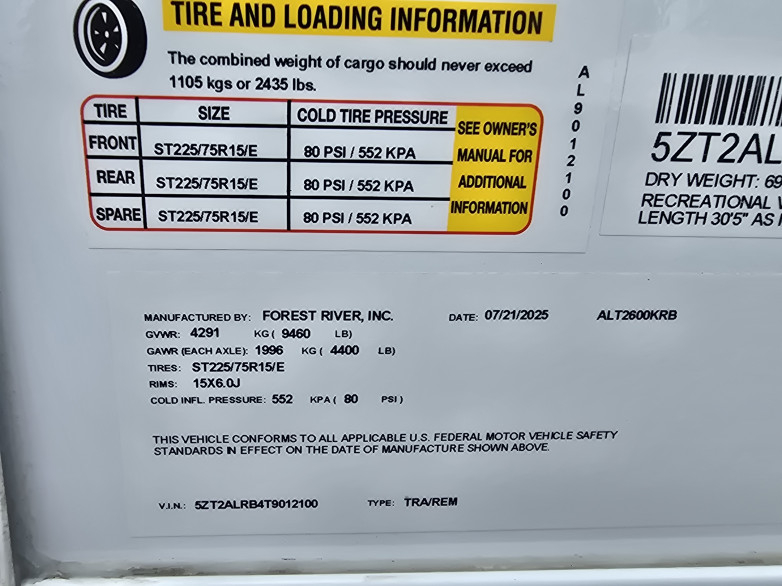 TIRE AND LOADING INFORMATION
The combined weight of cargo should never exceed
1105 kgs or 2435 lbs.
TIRE SIZE COLD TIRE PRESSURE
FRONT ST225/75R15/E 80 PSI / 552 KPA
REAR ST225/75R15/E 80 PSI / 552 KPA
SPARE ST225/75R15/E 80 PSI / 552 KPA
SEE OWNER'S
MANUAL FOR
ADDITIONAL
INFORMATION
AL9012100
5ZT2AL
DRY WEIGHT: 69
RECREATIONAL V
LENGTH 30'5" AS
MANUFACTURED BY: FOREST RIVER, INC. DATE: 07/21/2025 ALT2600KRB
GVWR: 4291 KG ( 9460 LB)
GAWR (EACH AXLE): 1996 KG ( 4400 LB)
TIRES: ST225/75R15/E
RIMS: 15X6.0J
COLD INFL. PRESSURE: 552 KPA ( 80 PSI )
THIS VEHICLE CONFORMS TO ALL APPLICABLE U.S. FEDERAL MOTOR VEHICLE SAFETY
STANDARDS IN EFFECT ON THE DATE OF MANUFACTURE SHOWN ABOVE.
V.I.N.: 5ZT2ALRB4T9012100 TYPE: TRA/REM